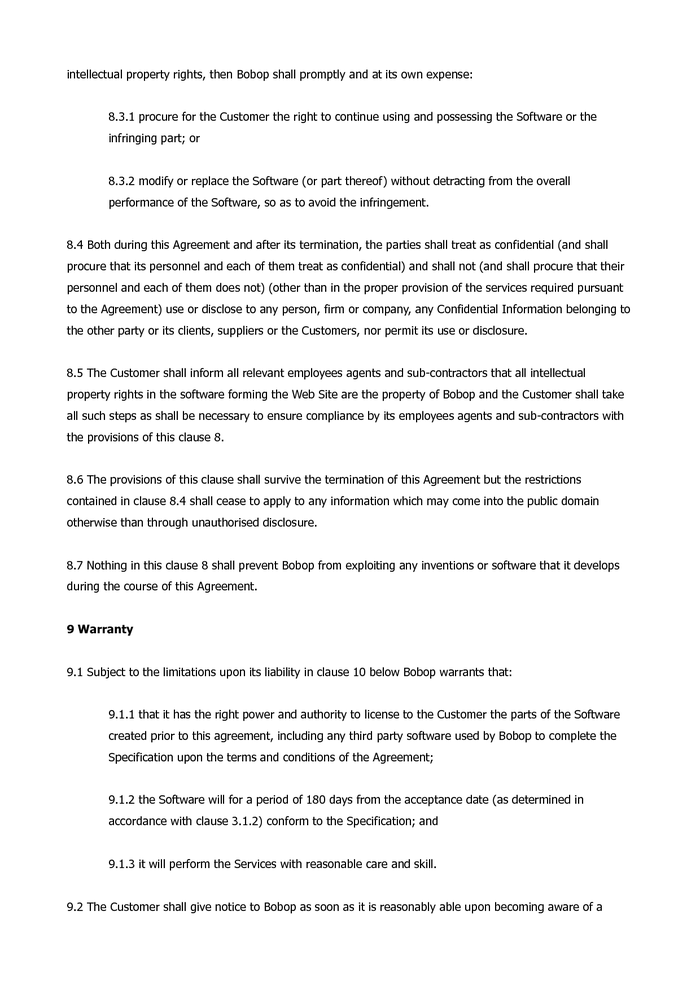 intellectual property rights, then Bobop shall promptly and at its own expense:
8.3.1 procure for the Customer the right to continue using and possessing the Software or the
infringing part; or
8.3.2 modify or replace the Software (or part thereof) without detracting from the overall
performance of the Software, so as to avoid the infringement.
8.4 Both during this Agreement and after its termination, the parties shall treat as confidential (and shall
procure that its personnel and each of them treat as confidential) and shall not (and shall procure that their
personnel and each of them does not) (other than in the proper provision of the services required pursuant
to the Agreement) use or disclose to any person, firm or company, any Confidential Information belonging to
the other party or its clients, suppliers or the Customers, nor permit its use or disclosure.
8.5 The Customer shall inform all relevant employees agents and sub-contractors that all intellectual
property rights in the software forming the Web Site are the property of Bobop and the Customer shall take
all such steps as shall be necessary to ensure compliance by its employees agents and sub-contractors with
the provisions of this clause 8.
8.6 The provisions of this clause shall survive the termination of this Agreement but the restrictions
contained in clause 8.4 shall cease to apply to any information which may come into the public domain
otherwise than through unauthorised disclosure.
8.7 Nothing in this clause 8 shall prevent Bobop from exploiting any inventions or software that it develops
during the course of this Agreement.
9 Warranty
9.1 Subject to the limitations upon its liability in clause 10 below Bobop warrants that:
9.1.1 that it has the right power and authority to license to the Customer the parts of the Software
created prior to this agreement, including any third party software used by Bobop to complete the
Specification upon the terms and conditions of the Agreement;
9.1.2 the Software will for a period of 180 days from the acceptance date (as determined in
accordance with clause 3.1.2) conform to the Specification; and
9.1.3 it will perform the Services with reasonable care and skill.
9.2 The Customer shall give notice to Bobop as soon as it is reasonably able upon becoming aware of a